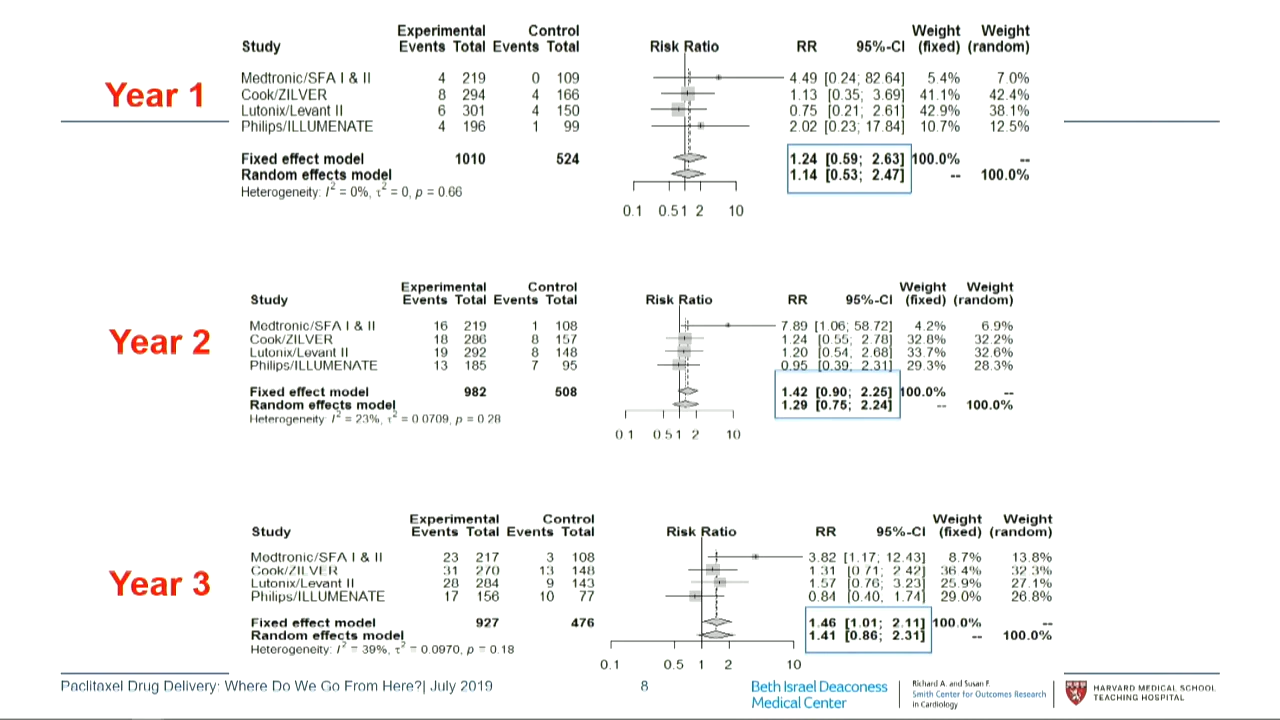 Experimental Control Weight Weight
Study Events Total Events Total Risk Ratio RR 95%-CI (fixed) (random)
Year 1
Medtronic/SFA I & II 4 219 0 109 4.49 [0.24; 82.64] 5.4% 7.0%
Cook/ZILVER 8 294 4 166 1.13 [0.35; 3.69] 41.1% 42.4%
Lutonix/Levant II 6 301 4 150 0.75 [0.21; 2.61] 42.9% 38.1%
Philips/ILLUMENATE 4 196 1 99 2.02 [0.23; 17.84] 10.7% 12.5%
Fixed effect model 1010 524 1.24 [0.59; 2.63] 100.0% --
Random effects model 1.14 [0.53; 2.47] -- 100.0%
Heterogeneity: I² = 0%, τ² = 0, p = 0.66
0.1 0.5 1 2 10
Experimental Control Weight Weight
Study Events Total Events Total Risk Ratio RR 95%-CI (fixed) (random)
Year 2
Medtronic/SFA I & II 16 219 1 108 7.89 [1.06; 58.72] 4.2% 6.9%
Cook/ZILVER 18 286 8 157 1.24 [0.55; 2.78] 32.8% 32.2%
Lutonix/Levant II 19 292 8 148 1.20 [0.54; 2.68] 33.7% 32.6%
Philips/ILLUMENATE 13 185 7 95 0.95 [0.39; 2.31] 29.3% 28.3%
Fixed effect model 982 508 1.42 [0.90; 2.25] 100.0% --
Random effects model 1.29 [0.75; 2.24] -- 100.0%
Heterogeneity: I² = 23%, τ² = 0.0709, p = 0.28
0.1 0.5 1 2 10
Experimental Control Weight Weight
Study Events Total Events Total Risk Ratio RR 95%-CI (fixed) (random)
Year 3
Medtronic/SFA I & II 23 217 3 108 3.82 [1.17; 12.43] 8.7% 13.8%
Cook/ZILVER 31 270 13 148 1.31 [0.71; 2.42] 36.4% 32.3%
Lutonix/Levant II 28 284 9 143 1.57 [0.76; 3.23] 25.9% 27.1%
Philips/ILLUMENATE 17 156 10 77 0.84 [0.40; 1.74] 29.0% 26.8%
Fixed effect model 927 476 1.46 [1.01; 2.11] 100.0% --
Random effects model 1.41 [0.86; 2.31] -- 100.0%
Heterogeneity: I² = 39%, τ² = 0.0970, p = 0.18
0.1 0.5 1 2 10
Paclitaxel Drug Delivery: Where Do We Go From Here?| July 2019
8
Beth Israel Deaconess
Medical Center
Richard A. and Susan F.
Smith Center for Outcomes Research
in Cardiology
HARVARD MEDICAL SCHOOL
TEACHING HOSPITAL